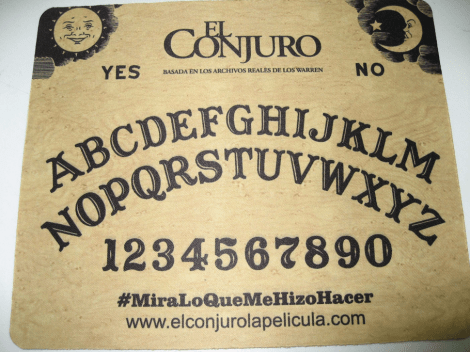 EL
CONJURO
BASADA EN LOS ARCHIVOS REALES DE LOS WARREN
YES NO
ABCDEFGHIJKLM
NOPQRSTUVWXYZ
1234567890
#MiraLoQueMeHizoHacer
www.elconjurolapelicula.com